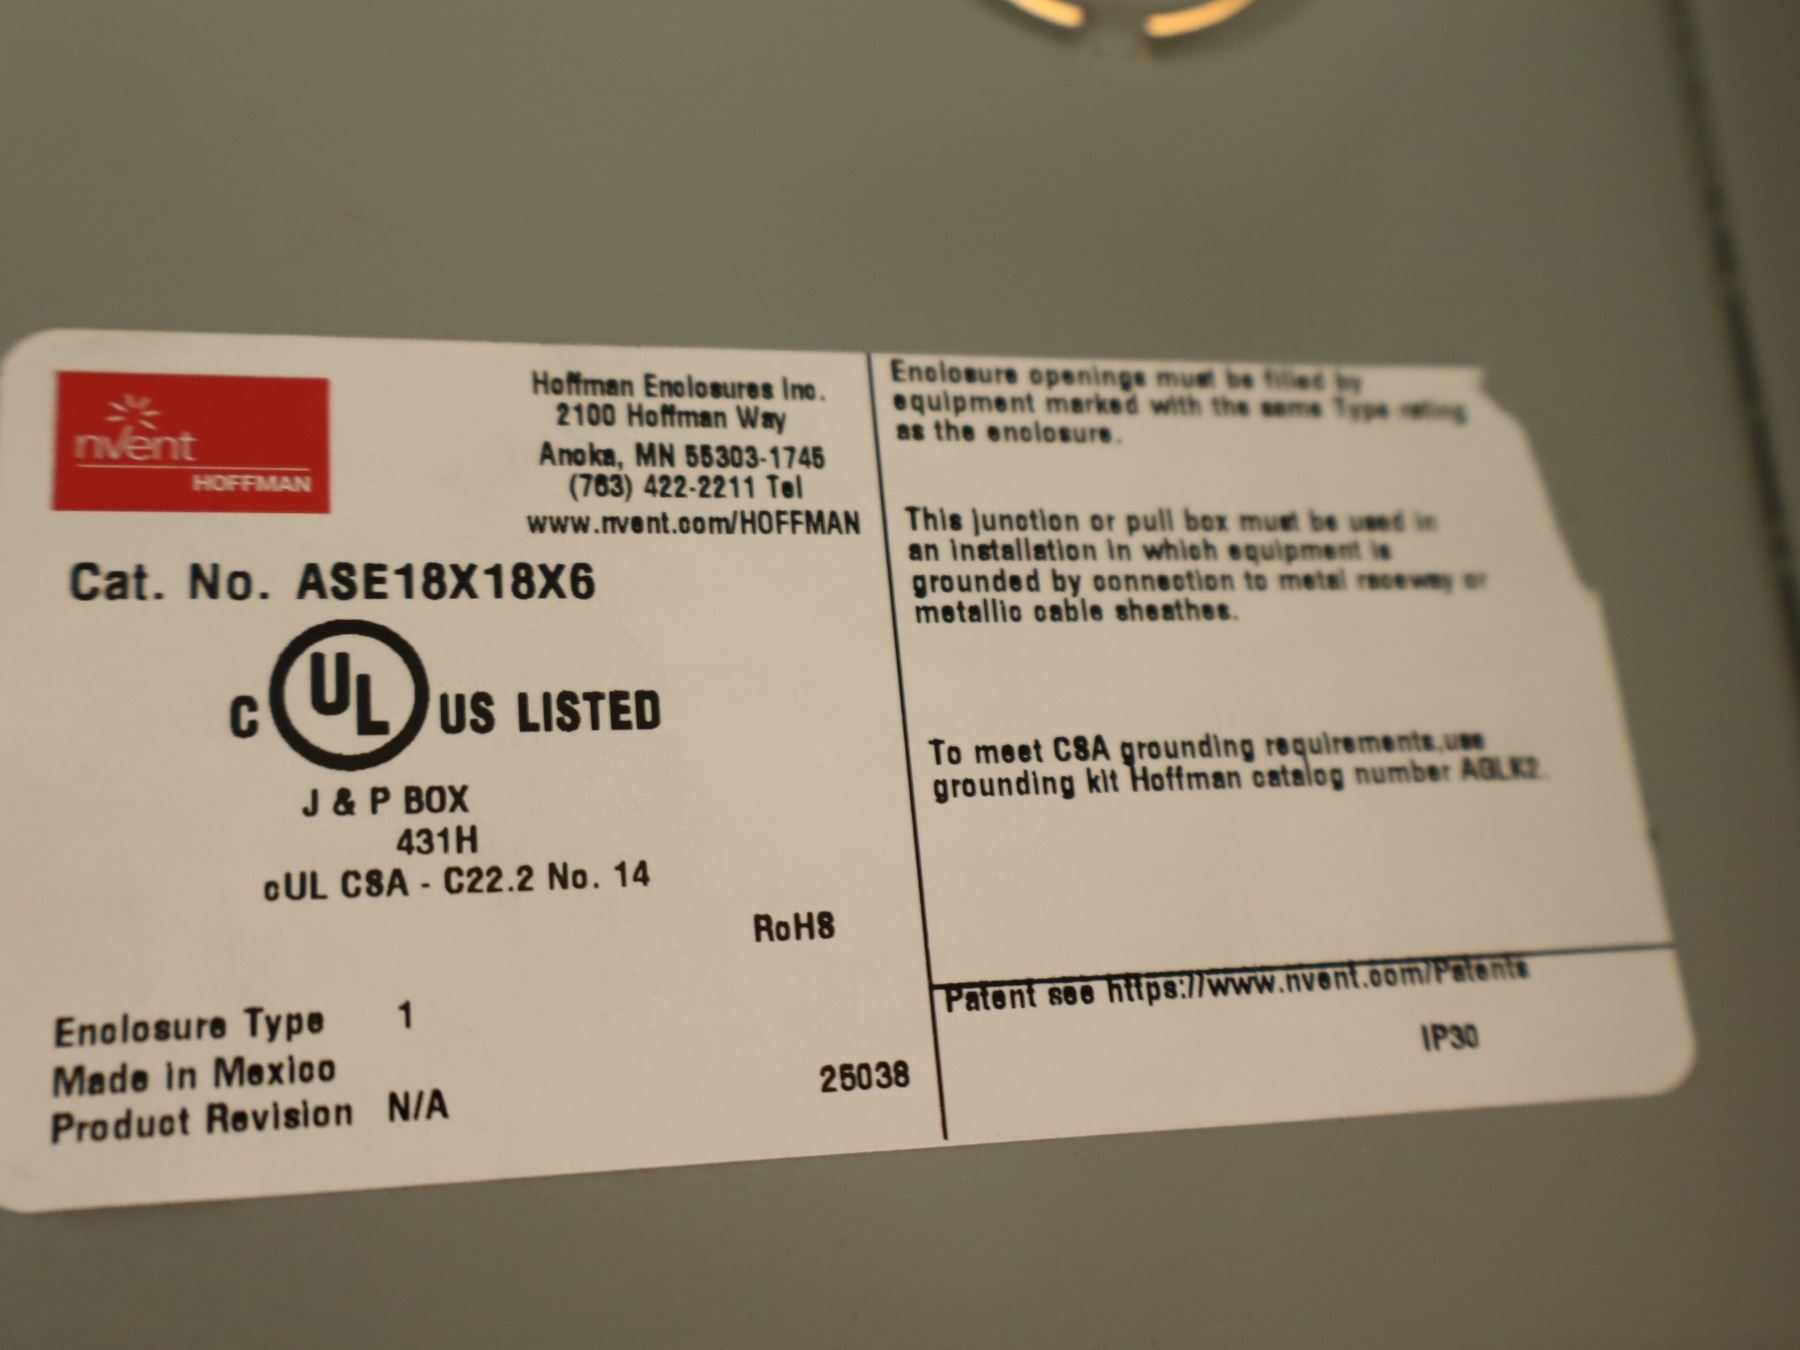 nvent
HOFFMAN
Hoffman Enclosures Inc.
2100 Hoffman Way
Anoka, MN 55303-1745
(763) 422-2211 Tel
www.nvent.com/HOFFMAN
Cat. No. ASE18X18X6
C UL US LISTED
J & P BOX
431H
cUL CSA - C22.2 No. 14
RoHS
Enclosure Type 1
Made in Mexico
Product Revision N/A
25038
Enclosure openings must be filled by
equipment marked with the same Type rating
as the enclosure.
This junction or pull box must be used in
an installation in which equipment is
grounded by connection to metal raceway or
metallic cable sheathes.
To meet CSA grounding requirements,use
grounding kit Hoffman catalog number AGLK2.
Patent see https://www.nvent.com/Patents
IP30